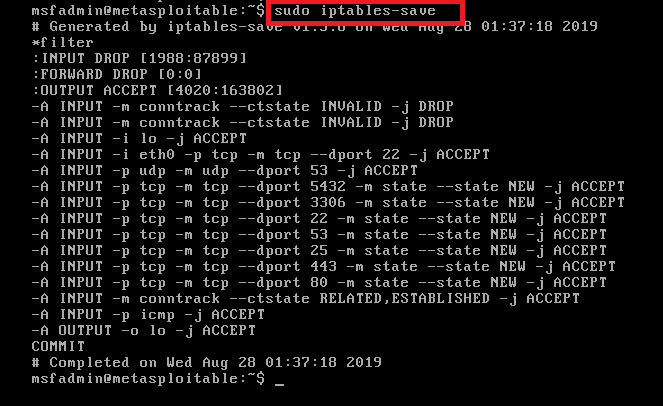 msfadmin@metasploitable:~$ sudo iptables-save
# Generated by iptables-save v1.3.8 on Wed Aug 28 01:37:18 2019
*filter
:INPUT DROP [1988:87899]
:FORWARD DROP [0:0]
:OUTPUT ACCEPT [4020:163802]
-A INPUT -m conntrack --ctstate INVALID -j DROP
-A INPUT -m conntrack --ctstate INVALID -j DROP
-A INPUT -i lo -j ACCEPT
-A INPUT -i eth0 -p tcp -m tcp --dport 22 -j ACCEPT
-A INPUT -p udp -m udp --dport 53 -j ACCEPT
-A INPUT -p tcp -m tcp --dport 5432 -m state --state NEW -j ACCEPT
-A INPUT -p tcp -m tcp --dport 3306 -m state --state NEW -j ACCEPT
-A INPUT -p tcp -m tcp --dport 22 -m state --state NEW -j ACCEPT
-A INPUT -p tcp -m tcp --dport 53 -m state --state NEW -j ACCEPT
-A INPUT -p tcp -m tcp --dport 25 -m state --state NEW -j ACCEPT
-A INPUT -p tcp -m tcp --dport 443 -m state --state NEW -j ACCEPT
-A INPUT -p tcp -m tcp --dport 80 -m state --state NEW -j ACCEPT
-A INPUT -m conntrack --ctstate RELATED,ESTABLISHED -j ACCEPT
-A INPUT -p icmp -j ACCEPT
-A OUTPUT -o lo -j ACCEPT
COMMIT
# Completed on Wed Aug 28 01:37:18 2019
msfadmin@metasploitable:~$ _